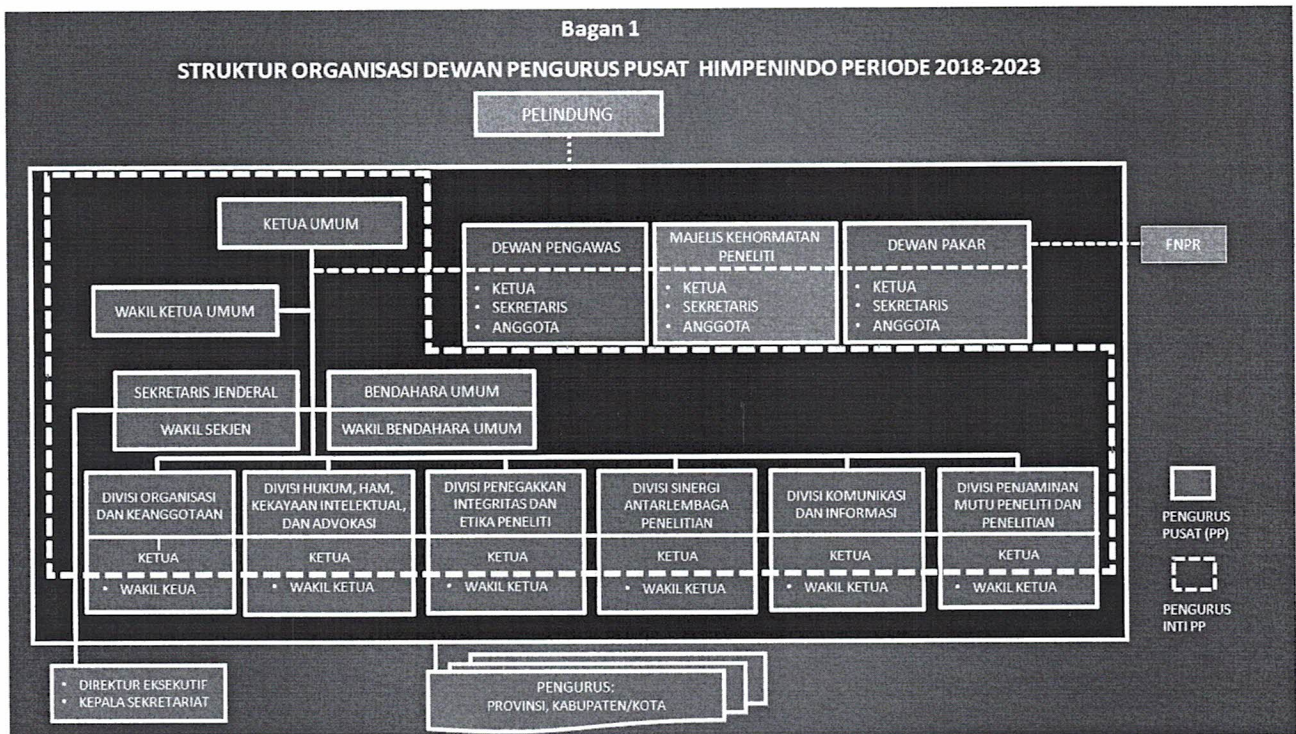 Bagan 1
STRUKTUR ORGANISASI DEWAN PENGURUS PUSAT HIMPENINDO PERIODE 2018-2023
PELINDUNG
KETUA UMUM
WAKIL KETUA UMUM
DEWAN PENGAWAS
• KETUA
• SEKRETARIS
• ANGGOTA
MAJELIS KEHORMATAN
PENELITI
• KETUA
• SEKRETARIS
• ANGGOTA
DEWAN PAKAR
• KETUA
• SEKRETARIS
• ANGGOTA
FNPR
SEKRETARIS JENDERAL
WAKIL SEKJEN
BENDAHARA UMUM
WAKIL BENDAHARA UMUM
DIVISI ORGANISASI
DAN KEANGGOTAAN
KETUA
• WAKIL KEUA
DIVISI HUKUM, HAM,
KEKAYAAN INTELEKTUAL,
DAN ADVOKASI
KETUA
• WAKIL KETUA
DIVISI PENEGAKKAN
INTEGRITAS DAN
ETIKA PENELITI
KETUA
• WAKIL KETUA
DIVISI SINERGI
ANTARLEMBAGA
PENELITIAN
KETUA
• WAKIL KETUA
DIVISI KOMUNIKASI
DAN INFORMASI
KETUA
• WAKIL KETUA
DIVISI PENJAMINAN
MUTU PENELITI DAN
PENELITIAN
KETUA
• WAKIL KETUA
PENGURUS
PUSAT (PP)
PENGURUS
INTI PP
• DIREKTUR EKSEKUTIF
• KEPALA SEKRETARIAT
PENGURUS:
PROVINSI, KABUPATEN/KOTA